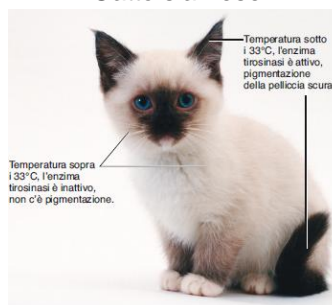 Temperatura sotto
i 33°C, l'enzima
tirosinasi è attivo,
pigmentazione
della pelliccia scura.
Temperatura sopra
i 33°C, l'enzima
tirosinasi è inattivo,
non c'è pigmentazione.